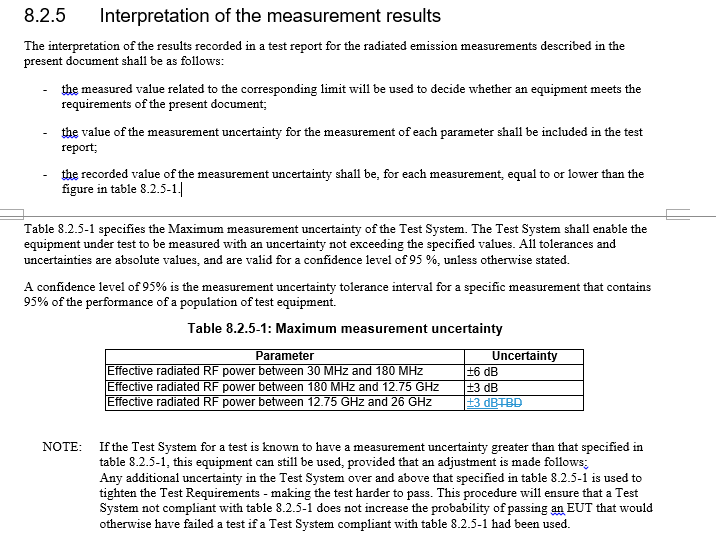 8.2.5 Interpretation of the measurement results
The interpretation of the results recorded in a test report for the radiated emission measurements described in the
present document shall be as follows:
- the measured value related to the corresponding limit will be used to decide whether an equipment meets the
requirements of the present document;
- the value of the measurement uncertainty for the measurement of each parameter shall be included in the test
report;
- the recorded value of the measurement uncertainty shall be, for each measurement, equal to or lower than the
figure in table 8.2.5-1.
Table 8.2.5-1 specifies the Maximum measurement uncertainty of the Test System. The Test System shall enable the
equipment under test to be measured with an uncertainty not exceeding the specified values. All tolerances and
uncertainties are absolute values, and are valid for a confidence level of 95 %, unless otherwise stated.
A confidence level of 95% is the measurement uncertainty tolerance interval for a specific measurement that contains
95% of the performance of a population of test equipment.
Table 8.2.5-1: Maximum measurement uncertainty
Parameter Uncertainty
Effective radiated RF power between 30 MHz and 180 MHz ±6 dB
Effective radiated RF power between 180 MHz and 12.75 GHz ±3 dB
Effective radiated RF power between 12.75 GHz and 26 GHz ±3 dBTBD
NOTE: If the Test System for a test is known to have a measurement uncertainty greater than that specified in
table 8.2.5-1, this equipment can still be used, provided that an adjustment is made follows:
Any additional uncertainty in the Test System over and above that specified in table 8.2.5-1 is used to
tighten the Test Requirements - making the test harder to pass. This procedure will ensure that a Test
System not compliant with table 8.2.5-1 does not increase the probability of passing an EUT that would
otherwise have failed a test if a Test System compliant with table 8.2.5-1 had been used.